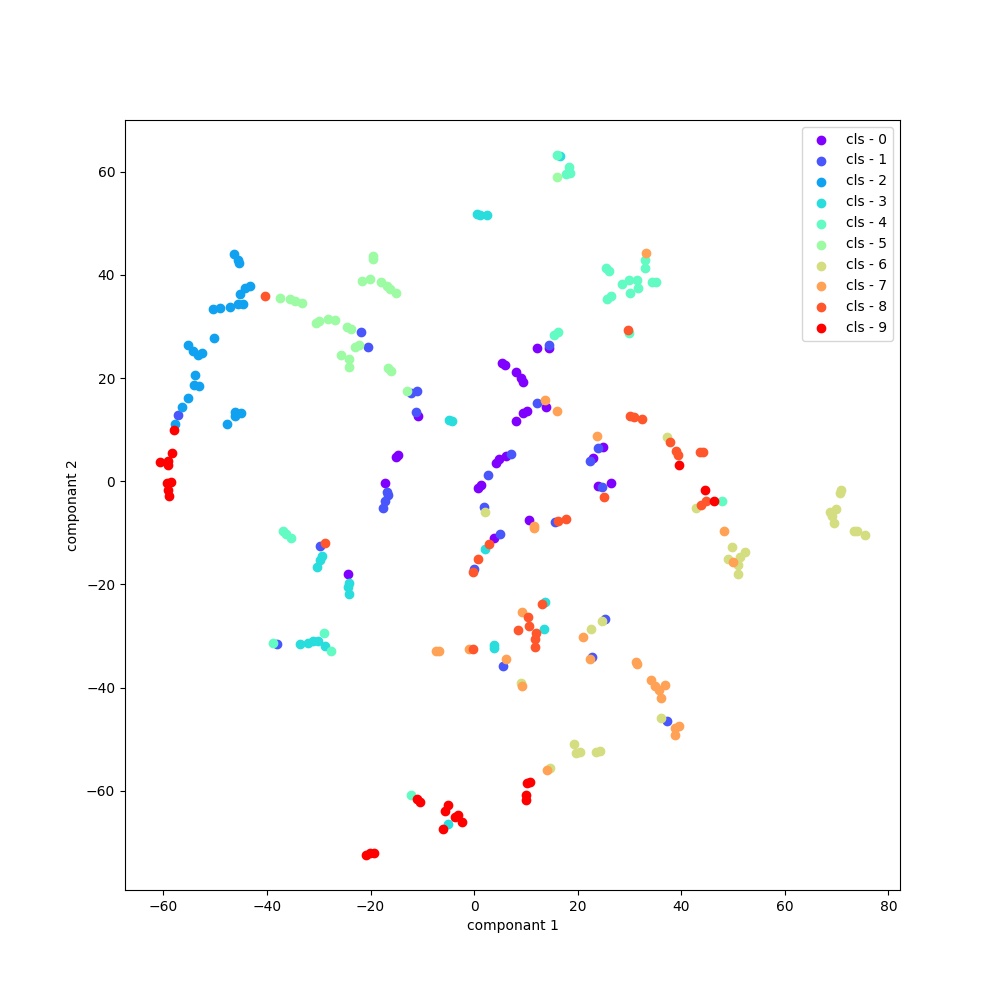 60
40
20
0
−20
−40
−60
−60
−40
−20
0
20
40
60
80
componant 1
componant 2
cls - 0
cls - 1
cls - 2
cls - 3
cls - 4
cls - 5
cls - 6
cls - 7
cls - 8
cls - 9